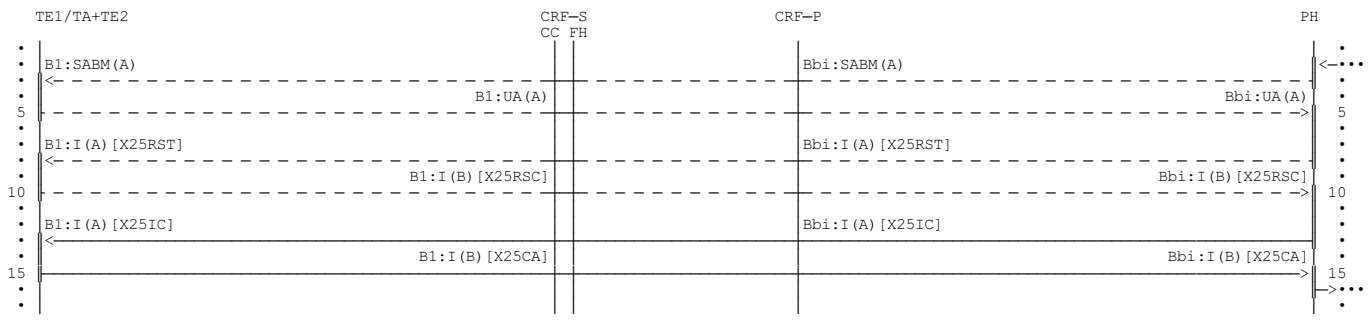 TE1/TA+TE2 CRF–S CRF–P PH
CC FH
B1:SABM(A) Bbi:SABM(A)
B1:UA(A) Bbi:UA(A)
5 5
B1:I(A)[X25RST] Bbi:I(A)[X25RST]
B1:I(B)[X25RSC] Bbi:I(B)[X25RSC]
10 10
B1:I(A)[X25IC] Bbi:I(A)[X25IC]
B1:I(B)[X25CA] Bbi:I(B)[X25CA]
15 15